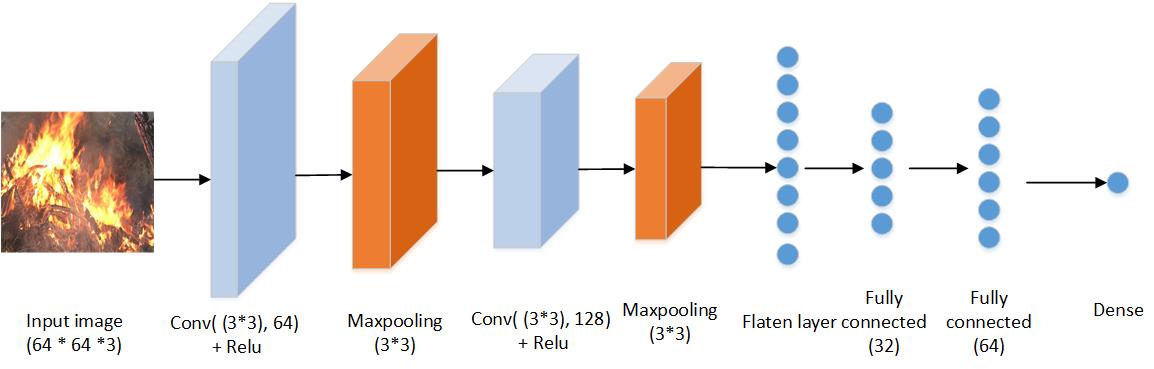 Input image
(64 * 64 *3)
Conv( (3*3), 64)
+ Relu
Maxpooling
(3*3)
Conv( (3*3), 128)
+ Relu
Maxpooling
(3*3)
Flaten layer
Fully
connected
(32)
Fully
connected
(64)
Dense